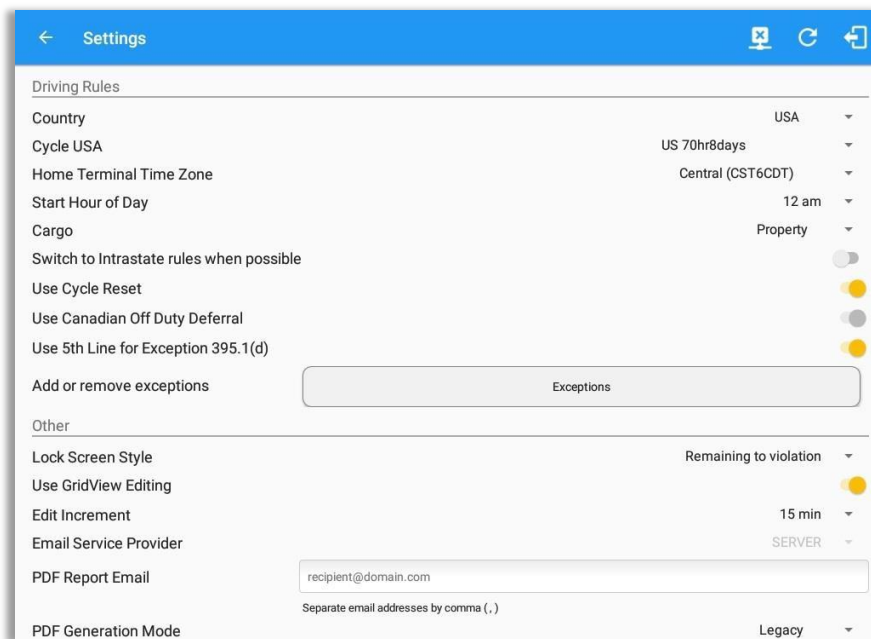 Settings
Driving Rules
Country USA
Cycle USA US 70hr8days
Home Terminal Time Zone Central (CST6CDT)
Start Hour of Day 12 am
Cargo Property
Switch to Intrastate rules when possible
Use Cycle Reset
Use Canadian Off Duty Deferral
Use 5th Line for Exception 395.1(d)
Add or remove exceptions Exceptions
Other
Lock Screen Style Remaining to violation
Use GridView Editing
Edit Increment 15 min
Email Service Provider SERVER
PDF Report Email recipient@domain.com
Separate email addresses by comma ( , )
PDF Generation Mode Legacy